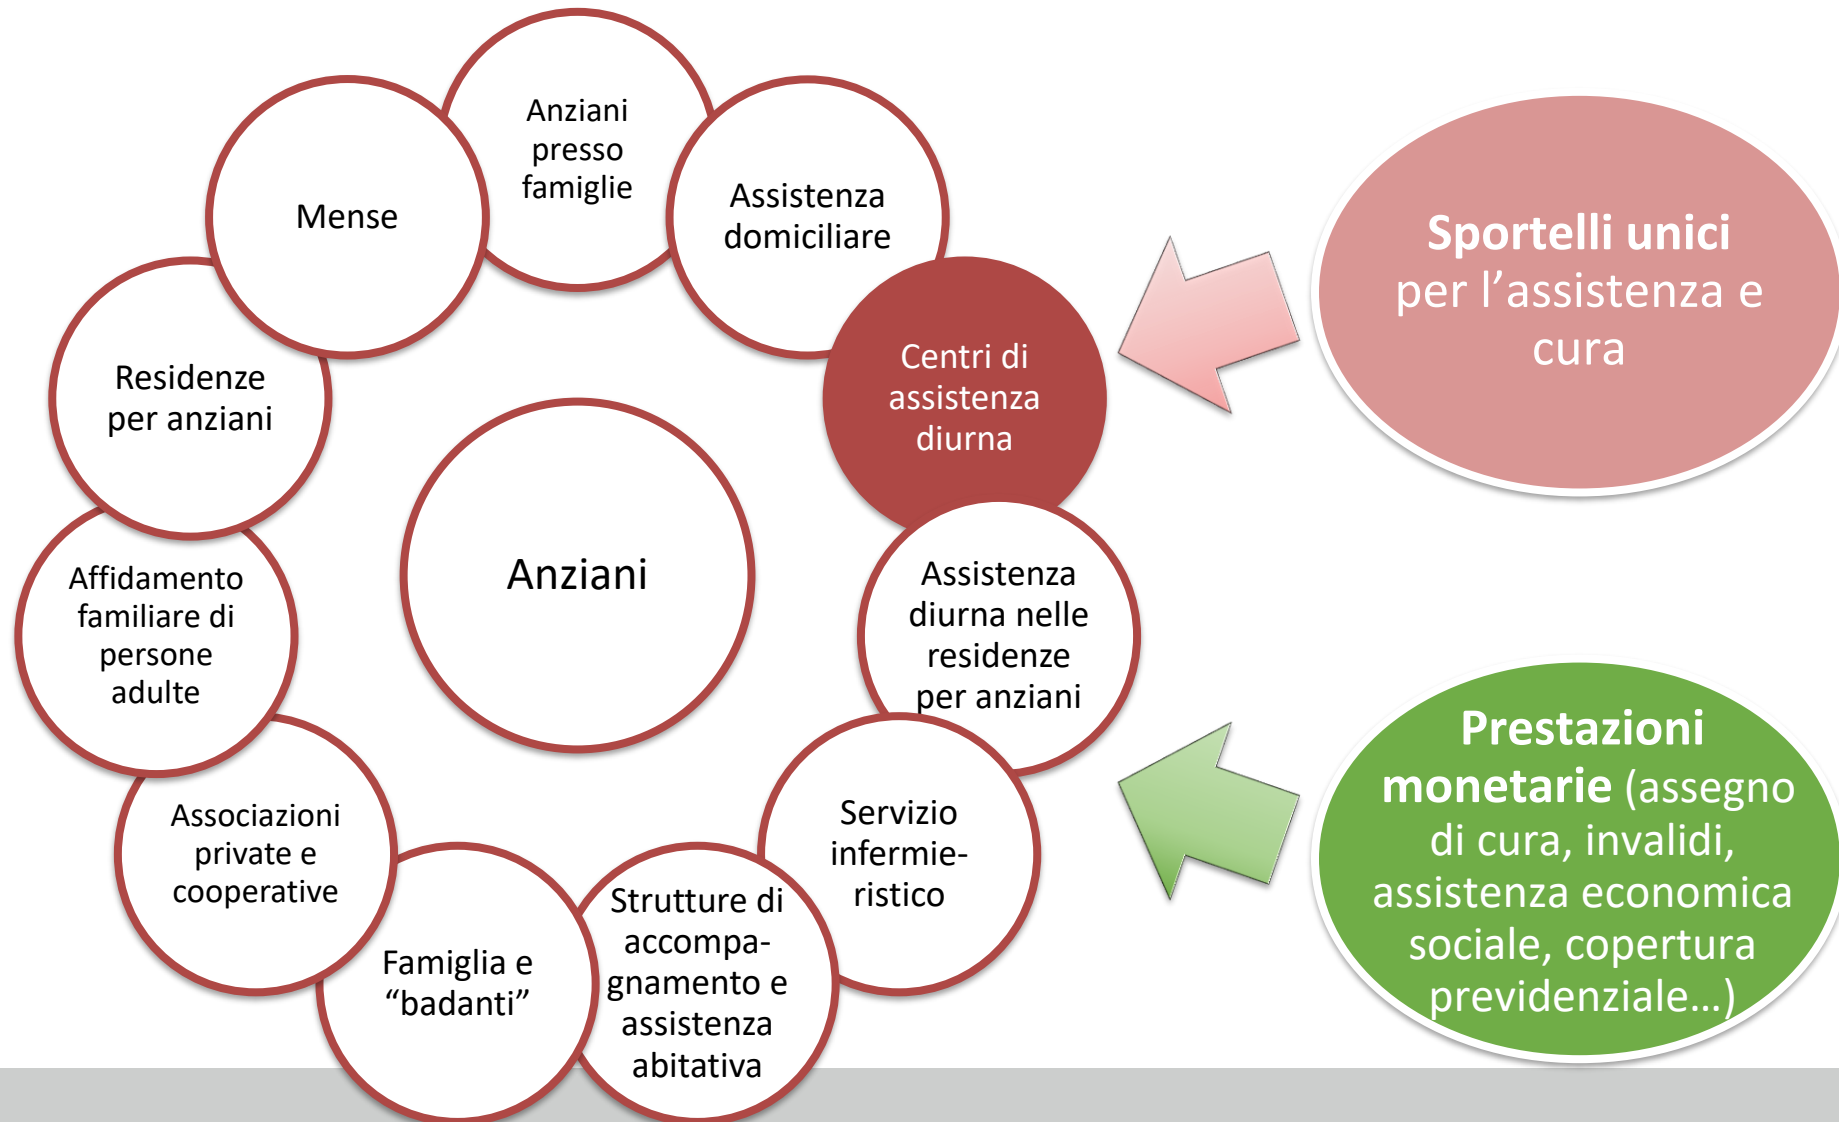 Anziani
presso
famiglie
Assistenza
domiciliare
Centri di
assistenza
diurna
Assistenza
diurna nelle
residenze
per anziani
Servizio
infermie-
ristico
Strutture di
accompa-
gnamento e
assistenza
abitativa
Famiglia e
“badanti”
Associazioni
private e
cooperative
Affidamento
familiare di
persone
adulte
Residenze
per anziani
Mense
Anziani
Sportelli unici
per l’assistenza e
cura
Prestazioni
monetarie (assegno
di cura, invalidi,
assistenza economica
sociale, copertura
previdenziale…)